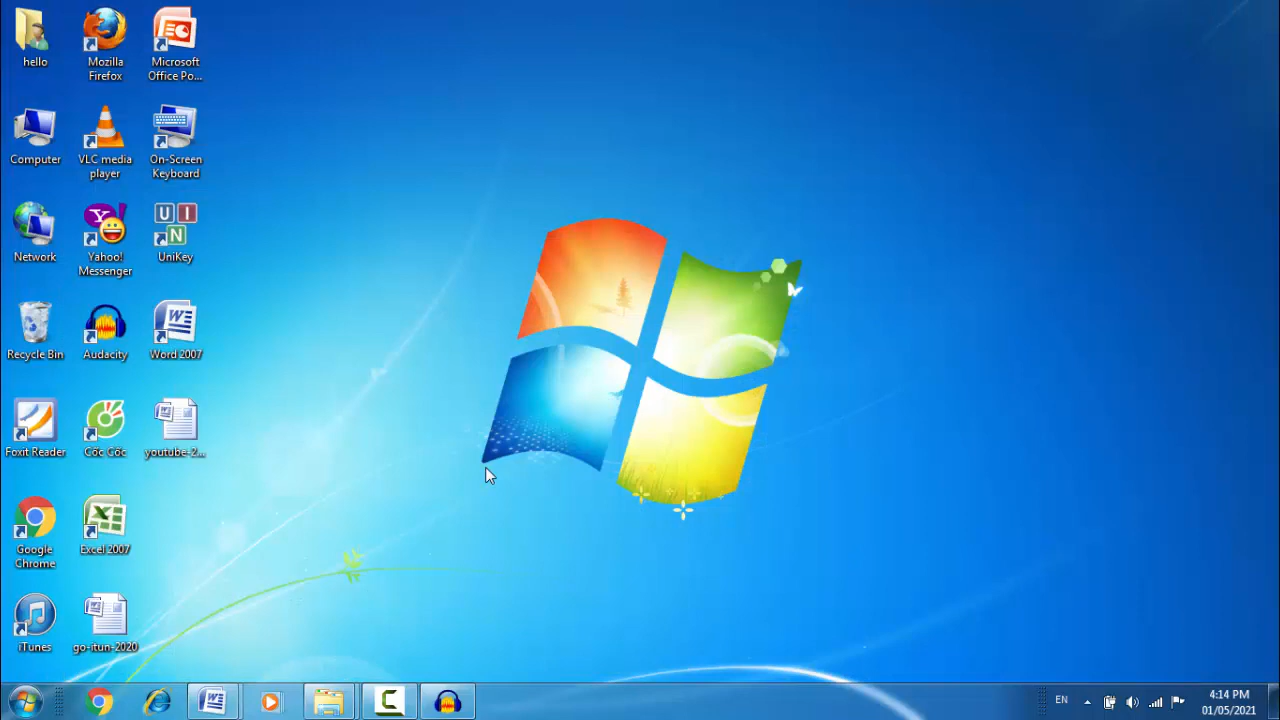 hello
Mozilla
Firefox
Microsoft
Office Po...
Computer
VLC media
player
On-Screen
Keyboard
Network
Yahoo!
Messenger
U I
N
UniKey
Recycle Bin
Audacity
Word 2007
Foxit Reader
Cốc Cốc
youtube-2...
Google
Chrome
Excel 2007
iTunes
go-itun-2020
EN
4:14 PM
01/05/2021